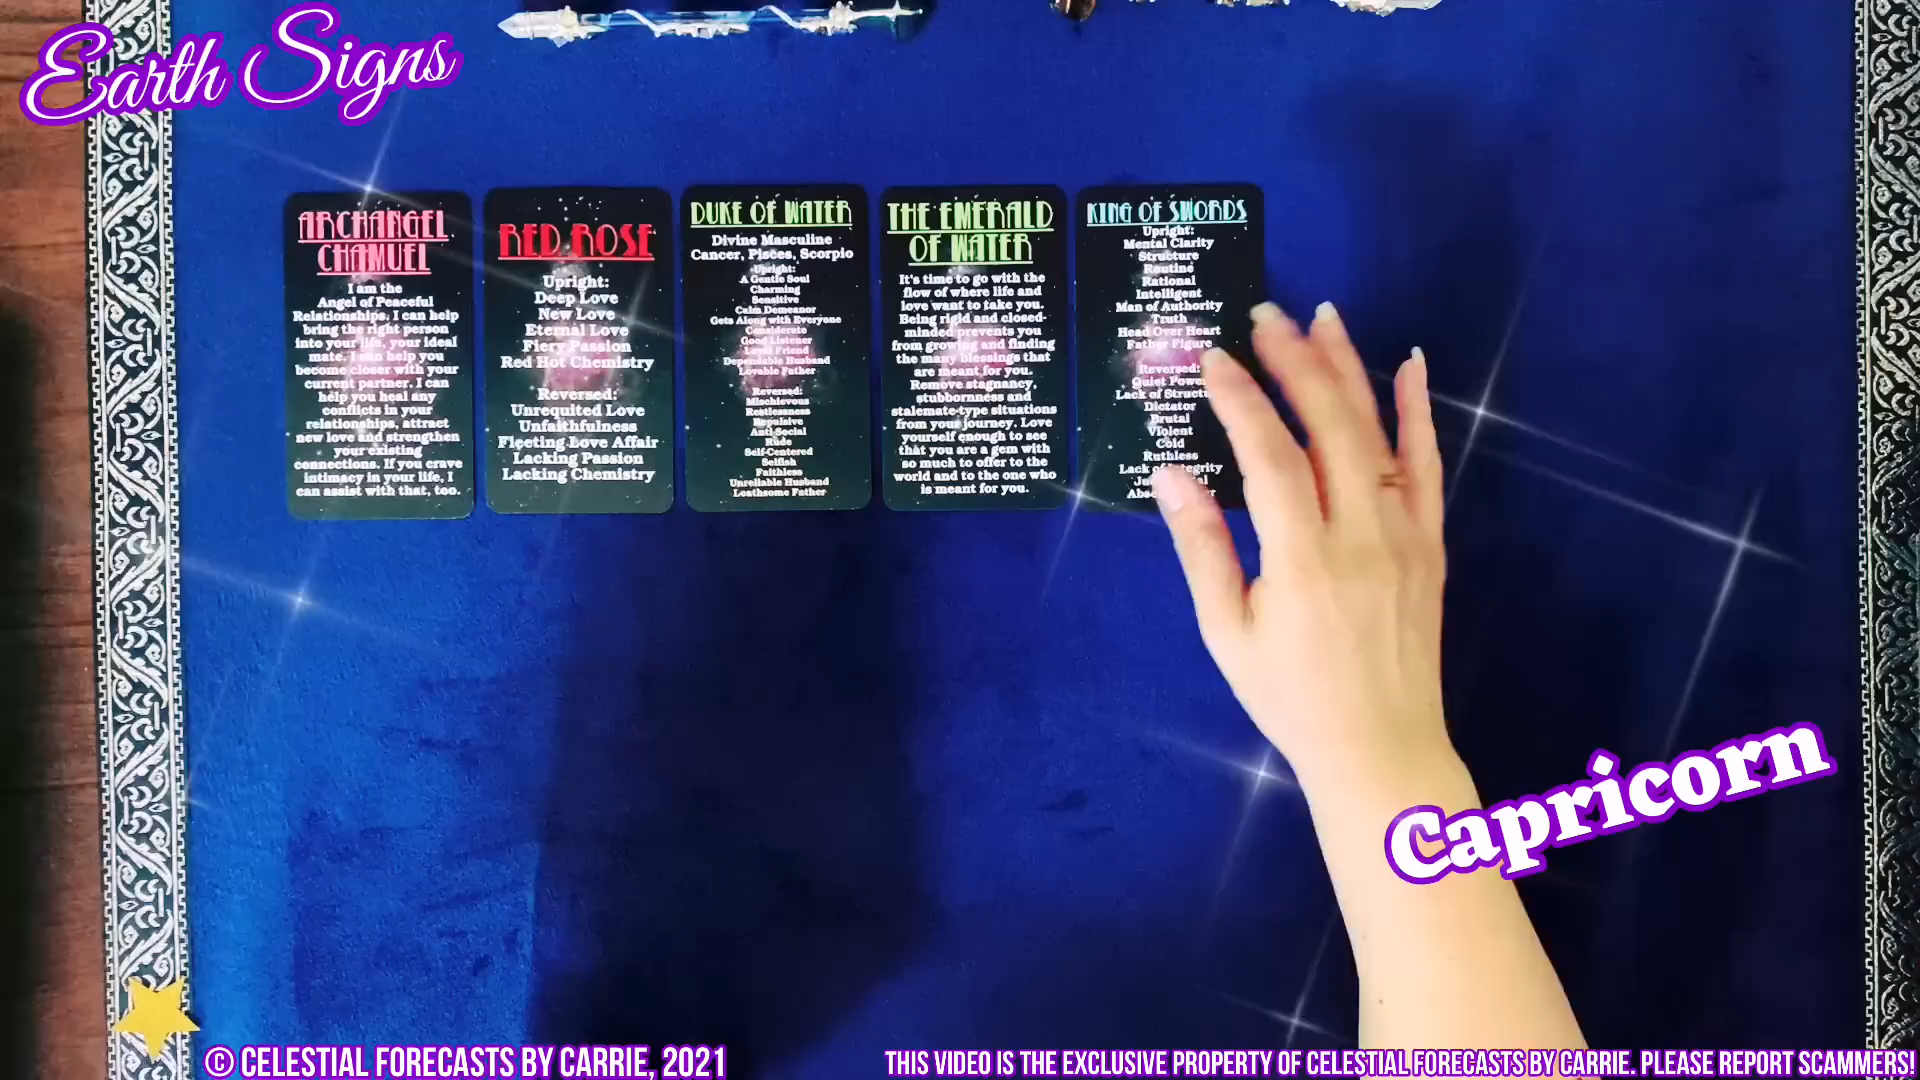 Earth Signs
ARCHANGEL
CHAMUEL
I am the
Angel of Peaceful
Relationships. I can help
bring the right person
into your life, your ideal
mate. I can help you
become closer with your
current partner. I can
help you heal any
conflicts in your
relationships, attract
new love and strengthen
your existing
connections. If you crave
intimacy in your life, I
can assist with that, too.
RED ROSE
Upright:
Deep Love
New Love
Eternal Love
Fiery Passion
Red Hot Chemistry
Reversed:
Unrequited Love
Unfaithfulness
Fleeting Love Affair
Lacking Passion
Lacking Chemistry
DUKE OF WATER
Divine Masculine
Cancer, Pisces, Scorpio
Upright:
A Gentle Soul
Charming
Sensitive
Calm Demeanor
Gets Along with Everyone
Considerate
Good Listener
Loyal Friend
Dependable Husband
Lovable Father
Reversed:
Mischievous
Restlessness
Repulsive
Anti-Social
Rude
Self-Centered
Selfish
Faithless
Unreliable Husband
Loathsome Father
THE EMERALD
OF WATER
It's time to go with the
flow of where life and
love want to take you.
Being rigid and closed-
minded prevents you
from growing and finding
the many blessings that
are meant for you.
Remove stagnancy,
stubbornness and
stalemate-type situations
from your journey. Love
yourself enough to see
that you are a gem with
so much to offer to the
world and to the one who
is meant for you.
KING OF SWORDS
Upright:
Mental Clarity
Structure
Routine
Rational
Intelligent
Man of Authority
Truth
Head Over Heart
Father Figure
Reversed:
Quiet Power
Lack of Structu
Dictator
Brutal
Violent
Cold
Ruthless
Lack of Integrity
Capricorn
© CELESTIAL FORECASTS BY CARRIE, 2021
THIS VIDEO IS THE EXCLUSIVE PROPERTY OF CELESTIAL FORECASTS BY CARRIE. PLEASE REPORT SCAMMERS!